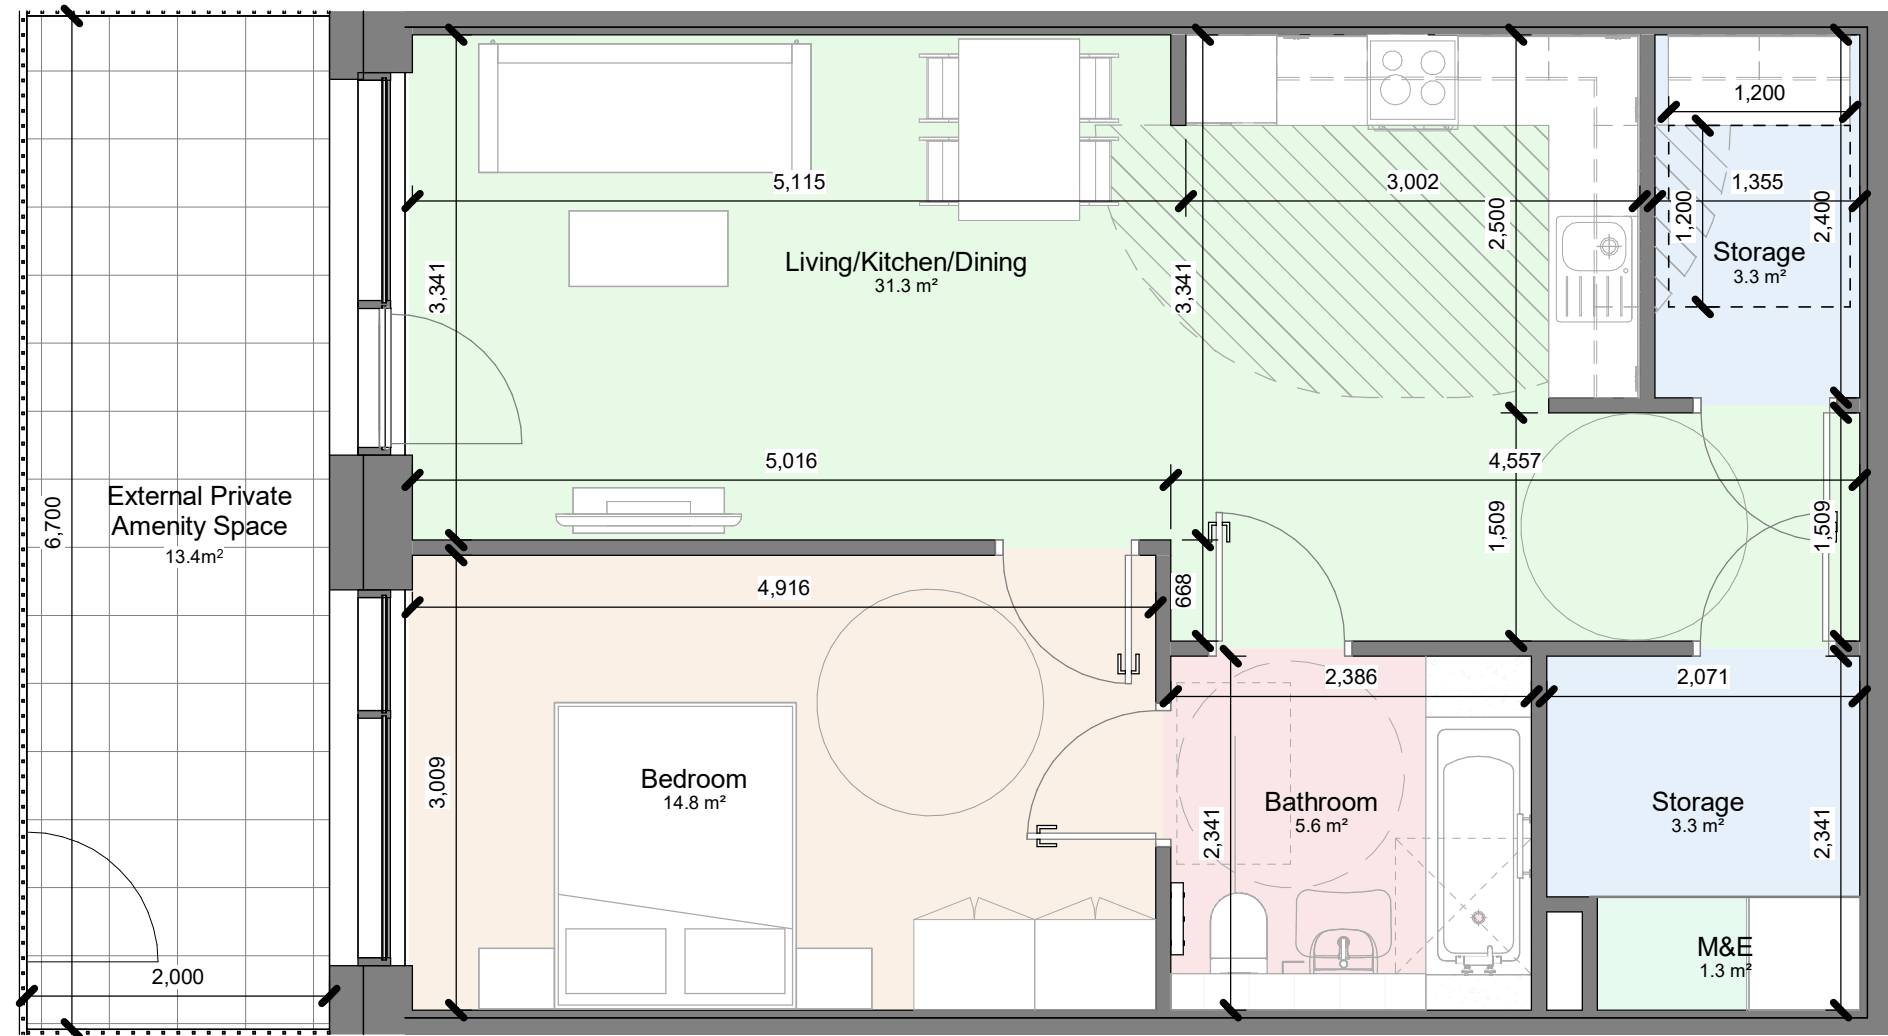 1,200
5,115
3,002
1,355
2,500
1,200
2,400
3,341
3,341
Living/Kitchen/Dining
31.3 m²
Storage
3.3 m²
5,016
4,557
External Private
Amenity Space
13.4m²
6,700
1,509
1,509
4,916
668
2,386
2,071
3,009
Bedroom
14.8 m²
Bathroom
5.6 m²
2,341
Storage
3.3 m²
2,341
M&E
1.3 m²
2,000